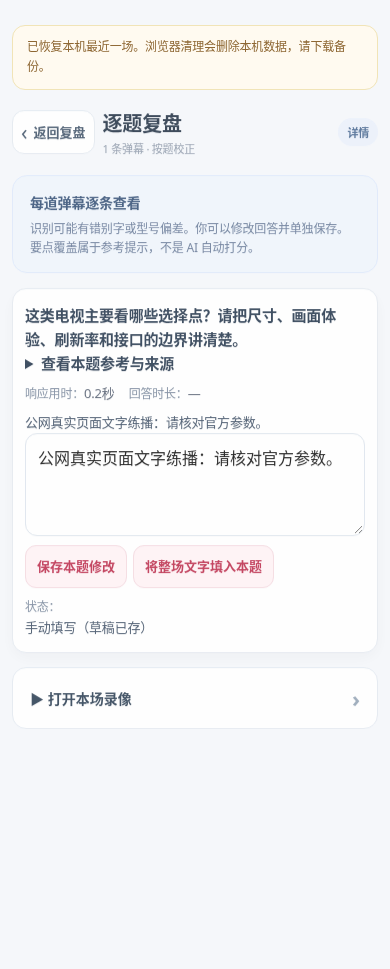 已恢复本机最近一场。浏览器清理会删除本机数据，请下载备
份。
‹ 返回复盘
逐题复盘
1 条弹幕 · 按题校正
详情
每道弹幕逐条查看
识别可能有错别字或型号偏差。你可以修改回答并单独保存。
要点覆盖属于参考提示，不是 AI 自动打分。
这类电视主要看哪些选择点？请把尺寸、画面体
验、刷新率和接口的边界讲清楚。
▶ 查看本题参考与来源
响应用时：0.2秒 回答时长：—
公网真实页面文字练播：请核对官方参数。
公网真实页面文字练播：请核对官方参数。
保存本题修改 将整场文字填入本题
状态：
手动填写（草稿已存）
▶ 打开本场录像 ›